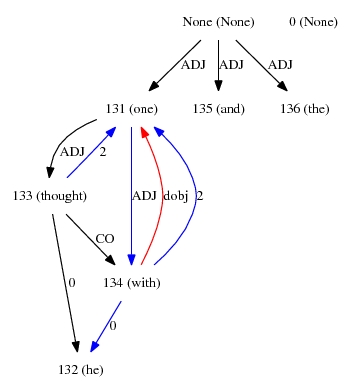 None (None) 0 (None)
ADJ ADJ ADJ
131 (one) 135 (and) 136 (the)
ADJ 2
133 (thought) ADJ dobj 2
CO
0 134 (with)
0
132 (he)